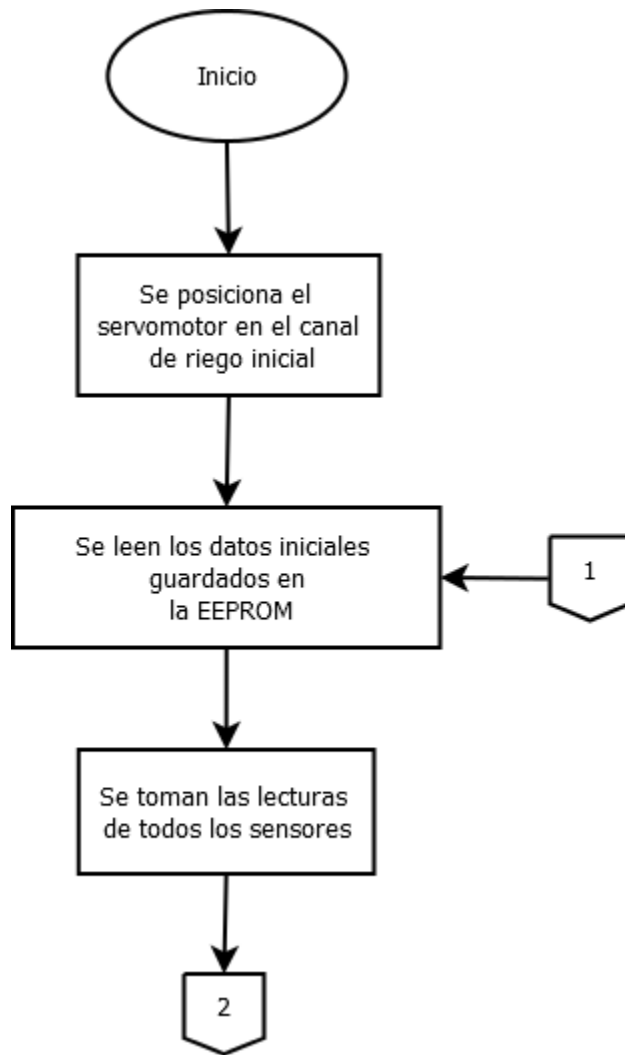 Inicio
Se posiciona el
servomotor en el canal
de riego inicial
Se leen los datos iniciales
guardados en
la EEPROM
1
Se toman las lecturas
de todos los sensores
2